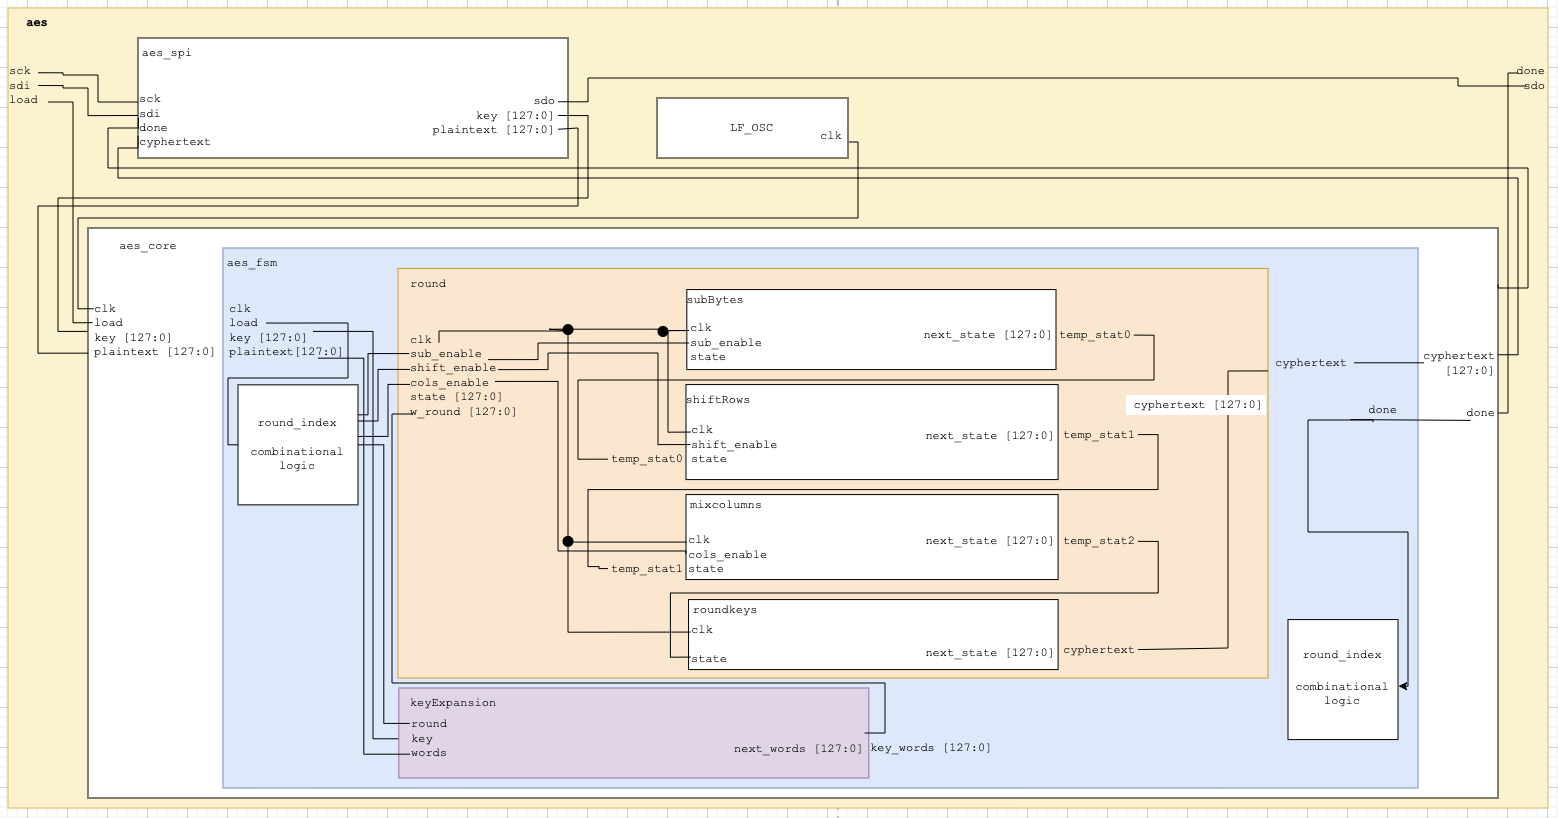 aes
sck
sdi
load
aes_spi
sck
sdi
done
cyphertext
sdo
key [127:0]
plaintext [127:0]
LF_OSC
clk
done
sdo
aes_core
clk
load
key [127:0]
plaintext [127:0]
aes_fsm
clk
load
key [127:0]
plaintext[127:0]
round_index
combinational
logic
round
clk
sub_enable
shift_enable
cols_enable
state [127:0]
w_round [127:0]
subBytes
clk
sub_enable
state
next_state [127:0]
temp_stat0
shiftRows
clk
shift_enable
temp_stat0
state
next_state [127:0]
temp_stat1
mixcolumns
clk
cols_enable
temp_stat1
state
next_state [127:0]
temp_stat2
roundkeys
clk
state
next_state [127:0]
cyphertext
cyphertext [127:0]
cyphertext
cyphertext
[127:0]
done
done
round_index
combinational
logic
keyExpansion
round
key
words
next_words [127:0]
key_words [127:0]